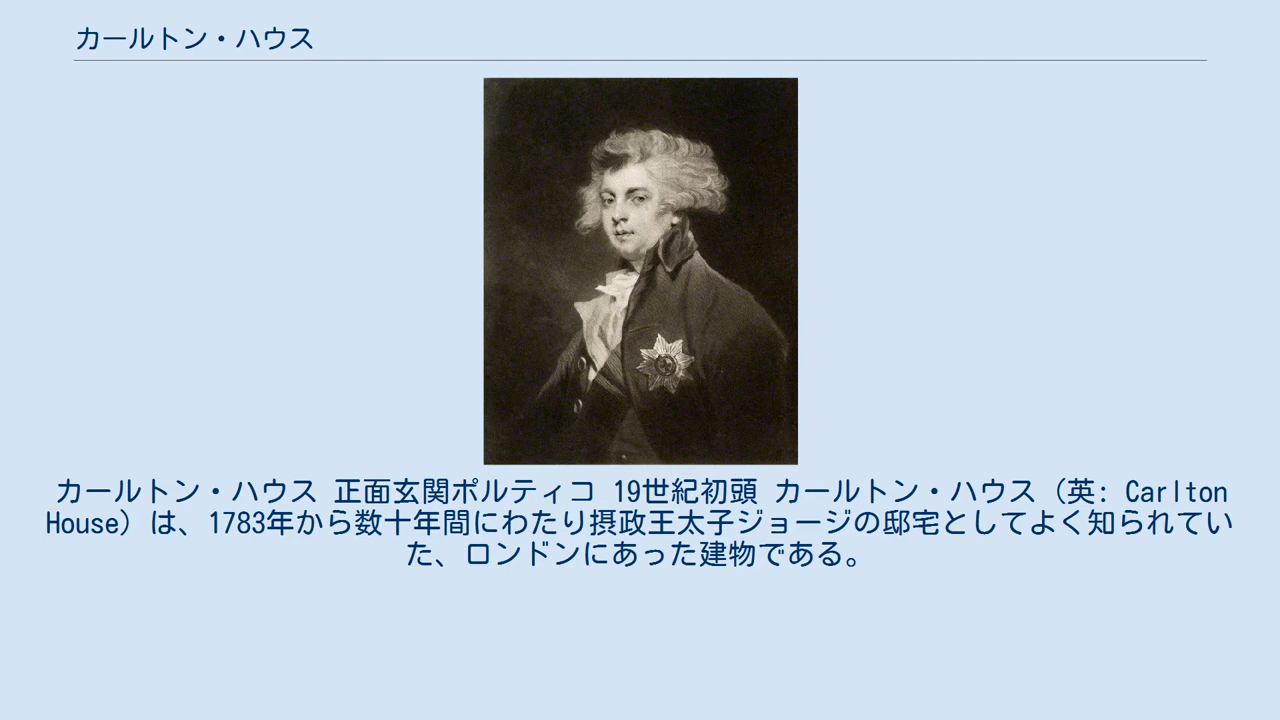 カールトン・ハウス
カールトン・ハウス 正面玄関ポルティコ 19世紀初頭 カールトン・ハウス（英: Carlton
House）は、1783年から数十年間にわたり摂政王太子ジョージの邸宅としてよく知られてい
た、ロンドンにあった建物である。